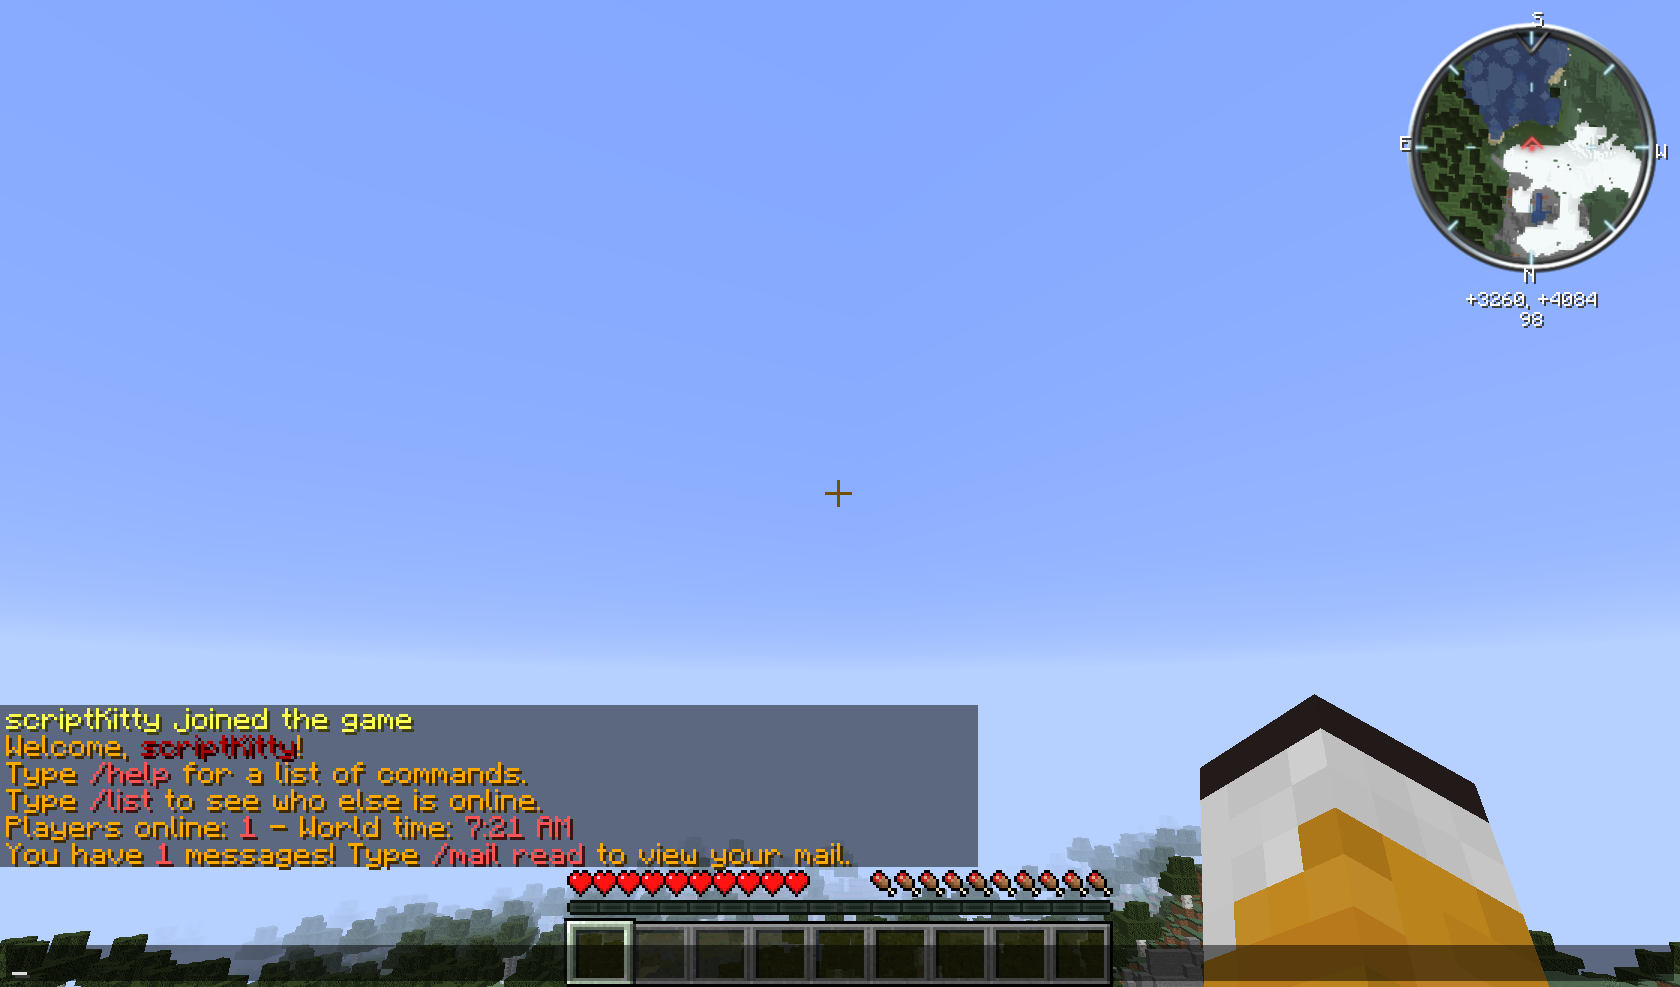 S
E
W
N
+3260, +4084
98
scriptKitty joined the game
Welcome, scriptKitty!
Type /help for a list of commands.
Type /list to see who else is online.
Players online: 1 - World time: 7:21 AM
You have 1 messages! Type /mail read to view your mail.